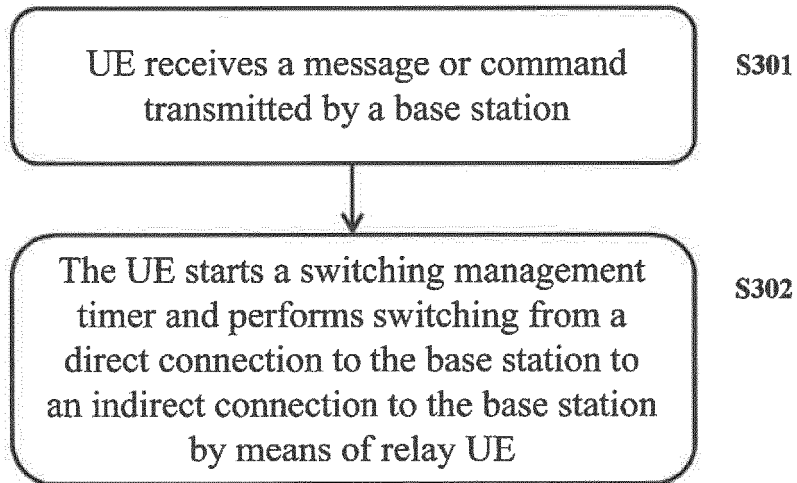 UE receives a message or command
transmitted by a base station
S301
The UE starts a switching management
timer and performs switching from a
direct connection to the base station to
an indirect connection to the base station
by means of relay UE
S302